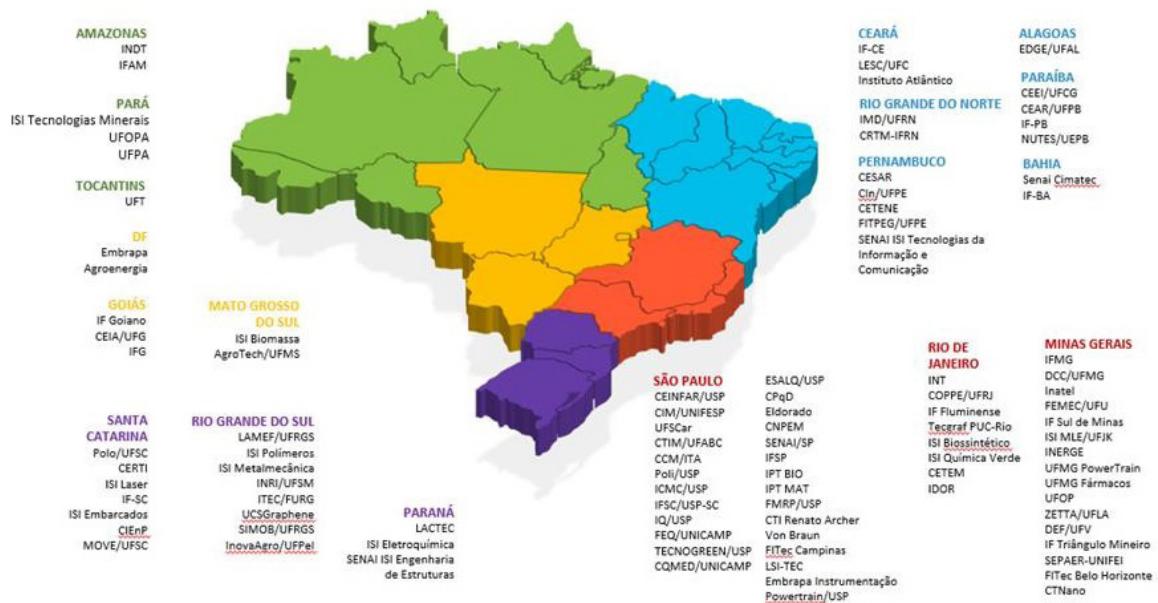 AMAZONAS
INDT
IFAM
PARÁ
ISI Tecnologias Minerais
UFOPA
UFPA
TOCANTINS
UFT
DF
Embrapa
Agroenergia
GOIÁS
IF Goiano
CEIA/UFG
IFG
MATO GROSSO
DO SUL
ISI Biomassa
AgroTech/UFMS
SANTA
CATARINA
Polo/UFSC
CERTI
ISI Laser
IF-SC
ISI Embarcados
CIEnP
MOVE/UFSC
RIO GRANDE DO SUL
LAMEF/UFRGS
ISI Polímeros
ISI Metalmecânica
INRI/UFSM
ITEC/FURG
UCSGraphene
SIMOB/UFRGS
InovaAgro/UFPel
PARANÁ
LACTEC
ISI Eletroquímica
SENAI ISI Engenharia
de Estruturas
CEARÁ
IF-CE
LESC/UFC
Instituto Atlântico
RIO GRANDE DO NORTE
IMD/UFRN
CRTM-IFRN
PERNAMBUCO
CESAR
CIn/UFPE
CETENE
FITPEG/UFPE
SENAI ISI Tecnologias da
Informação e
Comunicação
ALAGOAS
EDGE/UFAL
PARAÍBA
CEEI/UFCG
CEAR/UFPB
IF-PB
NUTES/UEPB
BAHIA
Senai Cimatec
IF-BA
SÃO PAULO
CEINFAR/USP
CIM/UNIFESP
UFSCar
CTIM/UFABC
CCM/ITA
Poli/USP
ICMC/USP
IFSC/USP-SC
IQ/USP
FEQ/UNICAMP
TECNOGREEN/USP
CQMED/UNICAMP
ESALQ/USP
CPqD
Eldorado
CNPEM
SENAI/SP
IFSP
IPT BIO
IPT MAT
FMRP/USP
CTI Renato Archer
Von Braun
FITec Campinas
LSI-TEC
Embrapa Instrumentação
Powertrain/USP
RIO DE
JANEIRO
INT
COPPE/UFRJ
IF Fluminense
Tecgraf PUC-Rio
ISI Biossintético
ISI Química Verde
CETEM
IDOR
MINAS GERAIS
IFMG
DCC/UFMG
Inatel
FEMEC/UFU
IF Sul de Minas
ISI MLE/UFJK
INERGE
UFMG PowerTrain
UFMG Fármacos
UFOP
ZETTA/UFLA
DEF/UFV
IF Triângulo Mineiro
SEPAER-UNIFEI
FITec Belo Horizonte
CTNano